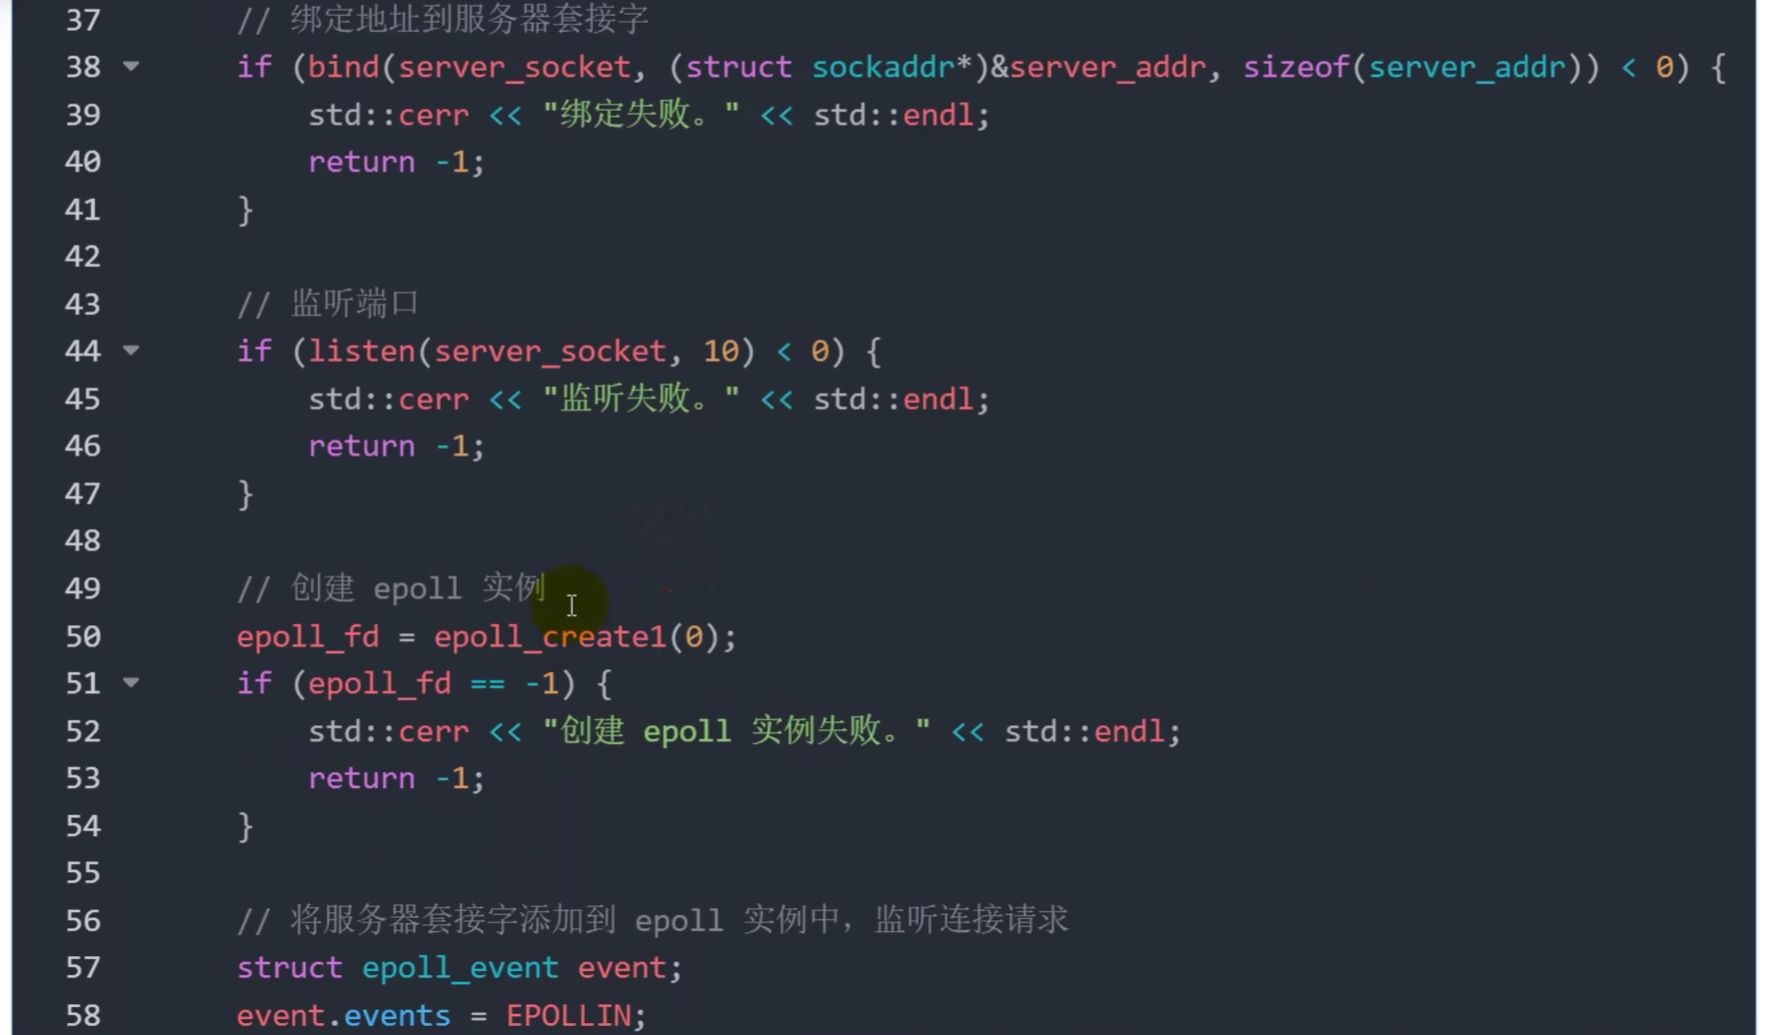 37 // 绑定地址到服务器套接字
38 if (bind(server_socket, (struct sockaddr*)&server_addr, sizeof(server_addr)) < 0) {
39 std::cerr << "绑定失败。" << std::endl;
40 return -1;
41 }
42
43 // 监听端口
44 if (listen(server_socket, 10) < 0) {
45 std::cerr << "监听失败。" << std::endl;
46 return -1;
47 }
48
49 // 创建 epoll 实例
50 epoll_fd = epoll_create1(0);
51 if (epoll_fd == -1) {
52 std::cerr << "创建 epoll 实例失败。" << std::endl;
53 return -1;
54 }
55
56 // 将服务器套接字添加到 epoll 实例中，监听连接请求
57 struct epoll_event event;
58 event.events = EPOLLIN;